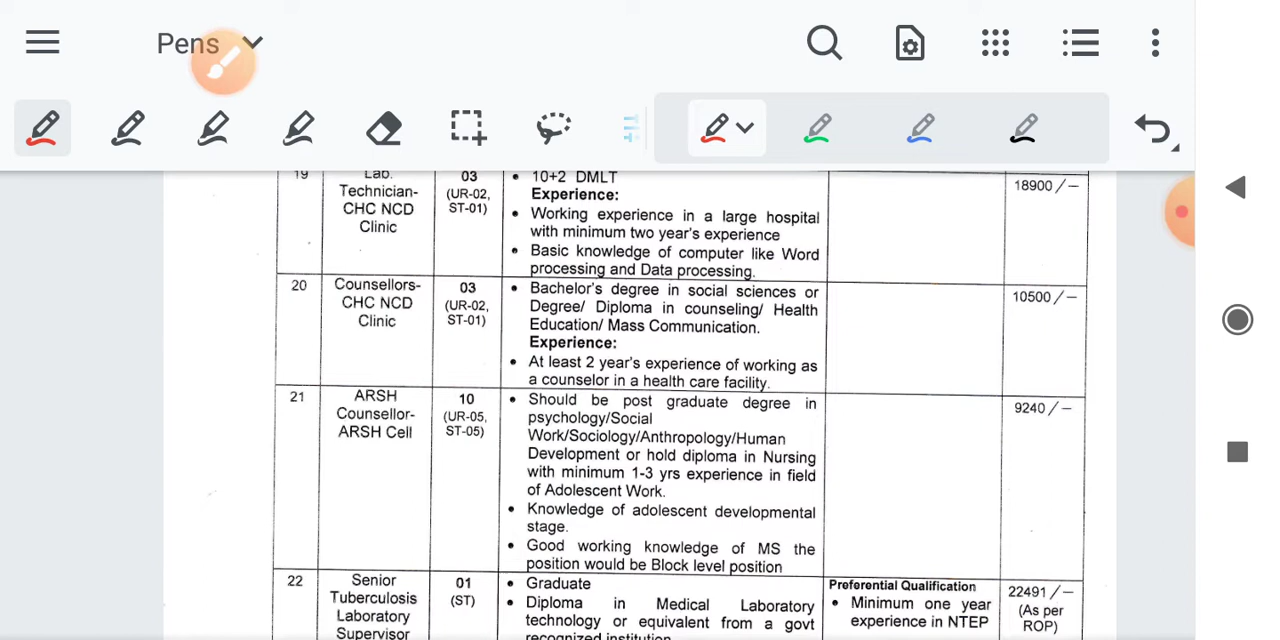 Pens
19
Lab.
Technician-
CHC NCD
Clinic
03
(UR-02,
ST-01)
• 10+2 DMLT
Experience:
• Working experience in a large hospital
with minimum two year's experience
• Basic knowledge of computer like Word
processing and Data processing.
18900/-
20
Counsellors-
CHC NCD
Clinic
03
(UR-02,
ST-01)
• Bachelor's degree in social sciences or
Degree/ Diploma in counseling/ Health
Education/ Mass Communication.
Experience:
• At least 2 year's experience of working as
a counselor in a health care facility.
10500/-
21
ARSH
Counsellor-
ARSH Cell
10
(UR-05,
ST-05)
• Should be post graduate degree in
psychology/Social
Work/Sociology/Anthropology/Human
Development or hold diploma in Nursing
with minimum 1-3 yrs experience in field
of Adolescent Work.
• Knowledge of adolescent developmental
stage.
• Good working knowledge of MS the
position would be Block level position
9240/-
22
Senior
Tuberculosis
Laboratory
Supervisor
01
(ST)
• Graduate
• Diploma in Medical Laboratory
technology or equivalent from a govt
recognized institution
Preferential Qualification
• Minimum one year
experience in NTEP
22491/-
(As per
ROP)